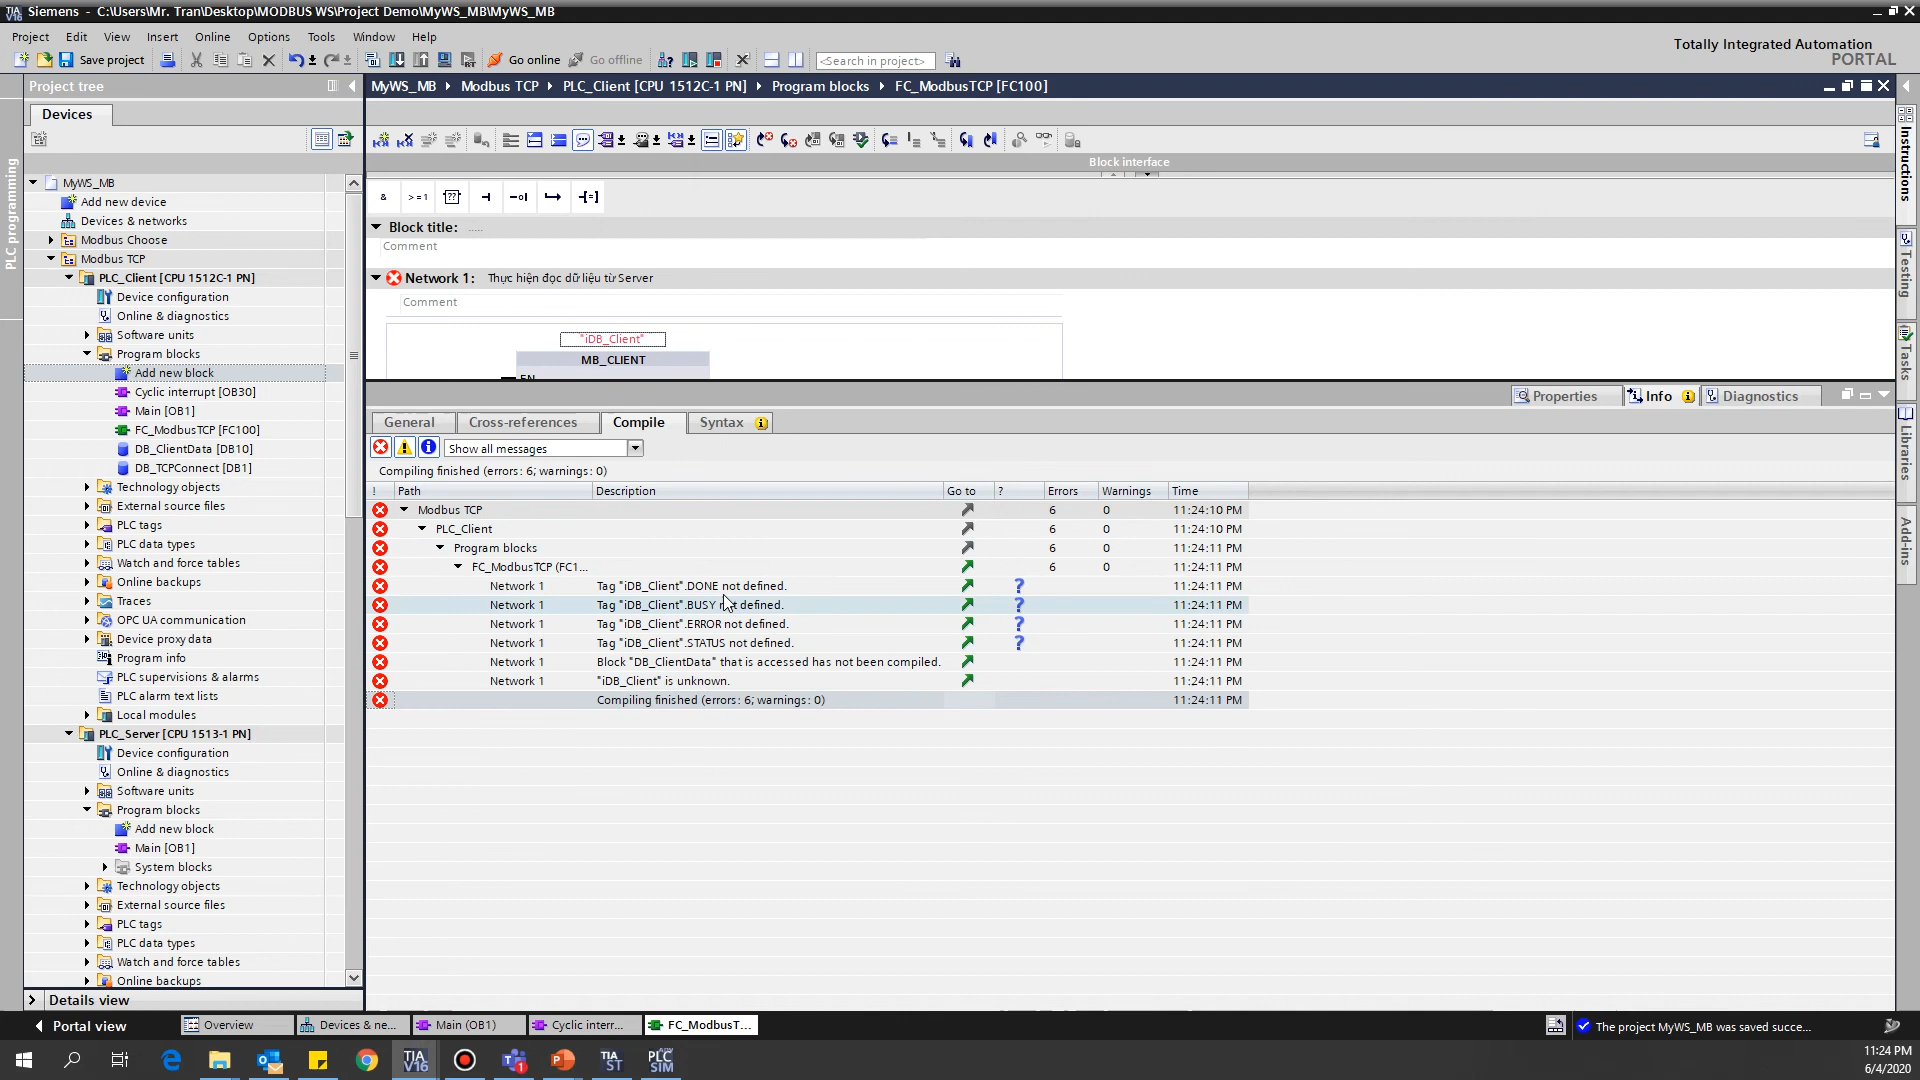 Siemens - C:\Users\Mr. Tran\Desktop\MODBUS WS\Project Demo\MyWS_MB\MyWS_MB
Project Edit View Insert Online Options Tools Window Help
Totally Integrated Automation
PORTAL
Save project Go online Go offline <Search in project>
Project tree
MyWS_MB Modbus TCP PLC_Client [CPU 1512C-1 PN] Program blocks FC_ModbusTCP [FC100]
Devices
PLC programming
Block interface
& >=1 ??
Block title: .....
Comment
Network 1: Thực hiện đọc dữ liệu từ Server
Comment
"iDB_Client"
MB_CLIENT
EN
MyWS_MB
Add new device
Devices & networks
Modbus Choose
Modbus TCP
PLC_Client [CPU 1512C-1 PN]
Device configuration
Online & diagnostics
Software units
Program blocks
Add new block
Cyclic interrupt [OB30]
Main [OB1]
FC_ModbusTCP [FC100]
DB_ClientData [DB10]
DB_TCPConnect [DB1]
Technology objects
External source files
PLC tags
PLC data types
Watch and force tables
Online backups
Traces
OPC UA communication
Device proxy data
Program info
PLC supervisions & alarms
PLC alarm text lists
Local modules
PLC_Server [CPU 1513-1 PN]
Device configuration
Online & diagnostics
Software units
Program blocks
Add new block
Main [OB1]
System blocks
Technology objects
External source files
PLC tags
PLC data types
Watch and force tables
Online backups
Details view
Properties Info Diagnostics
General Cross-references Compile Syntax
Show all messages
Compiling finished (errors: 6; warnings: 0)
! Path Description Go to ? Errors Warnings Time
Modbus TCP 6 0 11:24:10 PM
PLC_Client 6 0 11:24:10 PM
Program blocks 6 0 11:24:11 PM
FC_ModbusTCP (FC1... 6 0 11:24:11 PM
Network 1 Tag "iDB_Client".DONE not defined. ? 11:24:11 PM
Network 1 Tag "iDB_Client".BUSY not defined. ? 11:24:11 PM
Network 1 Tag "iDB_Client".ERROR not defined. ? 11:24:11 PM
Network 1 Tag "iDB_Client".STATUS not defined. ? 11:24:11 PM
Network 1 Block "DB_ClientData" that is accessed has not been compiled. 11:24:11 PM
Network 1 "iDB_Client" is unknown. 11:24:11 PM
Compiling finished (errors: 6; warnings: 0) 11:24:11 PM
Instructions
Testing
Tasks
Libraries
Add-ins
Portal view Overview Devices & ne... Main (OB1) Cyclic interr... FC_ModbusT... The project MyWS_MB was saved succe...
TIA V16 TIA ST PLC SIM
11:24 PM
6/4/2020